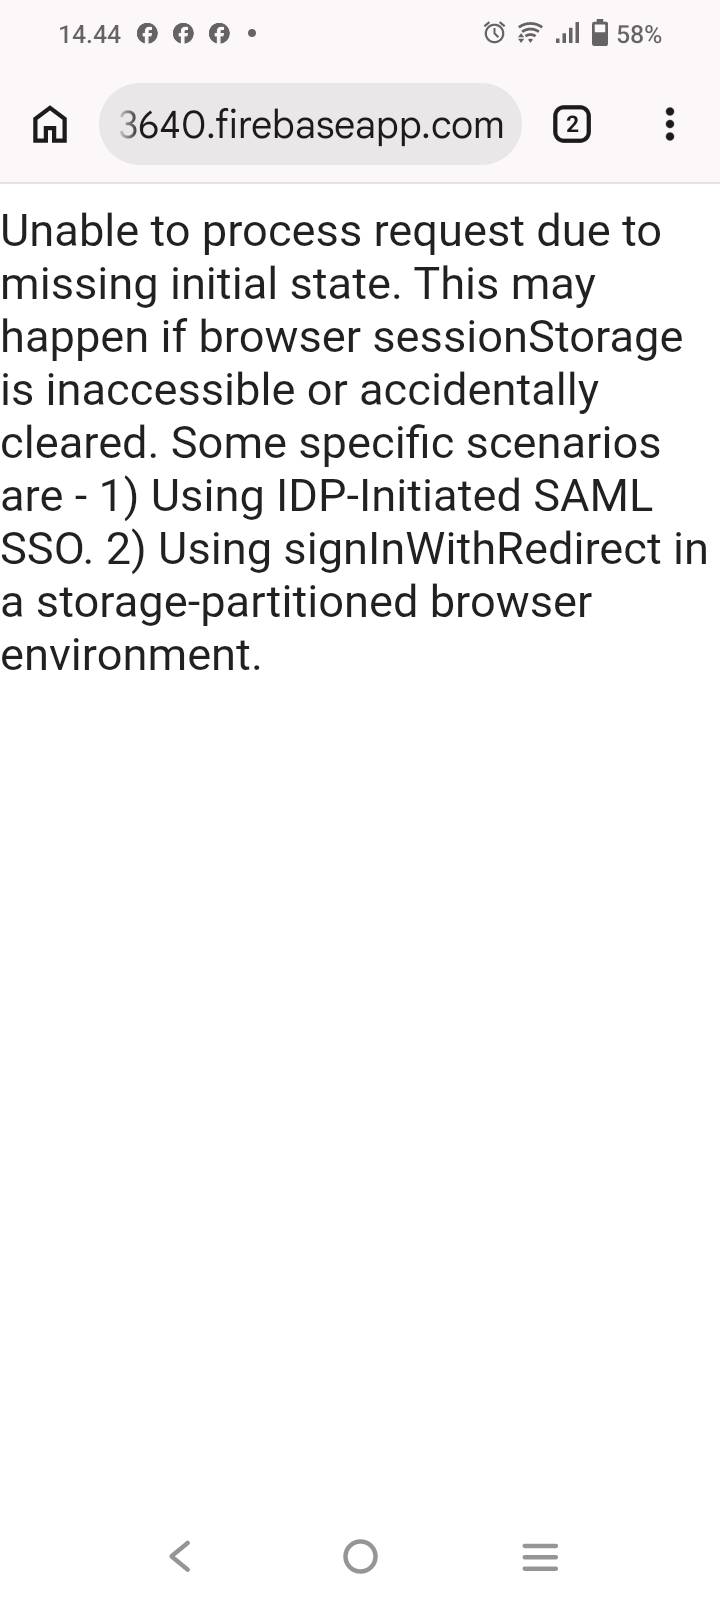 14.44
58%
3640.firebaseapp.com
2
Unable to process request due to
missing initial state. This may
happen if browser sessionStorage
is inaccessible or accidentally
cleared. Some specific scenarios
are - 1) Using IDP-Initiated SAML
SSO. 2) Using signInWithRedirect in
a storage-partitioned browser
environment.